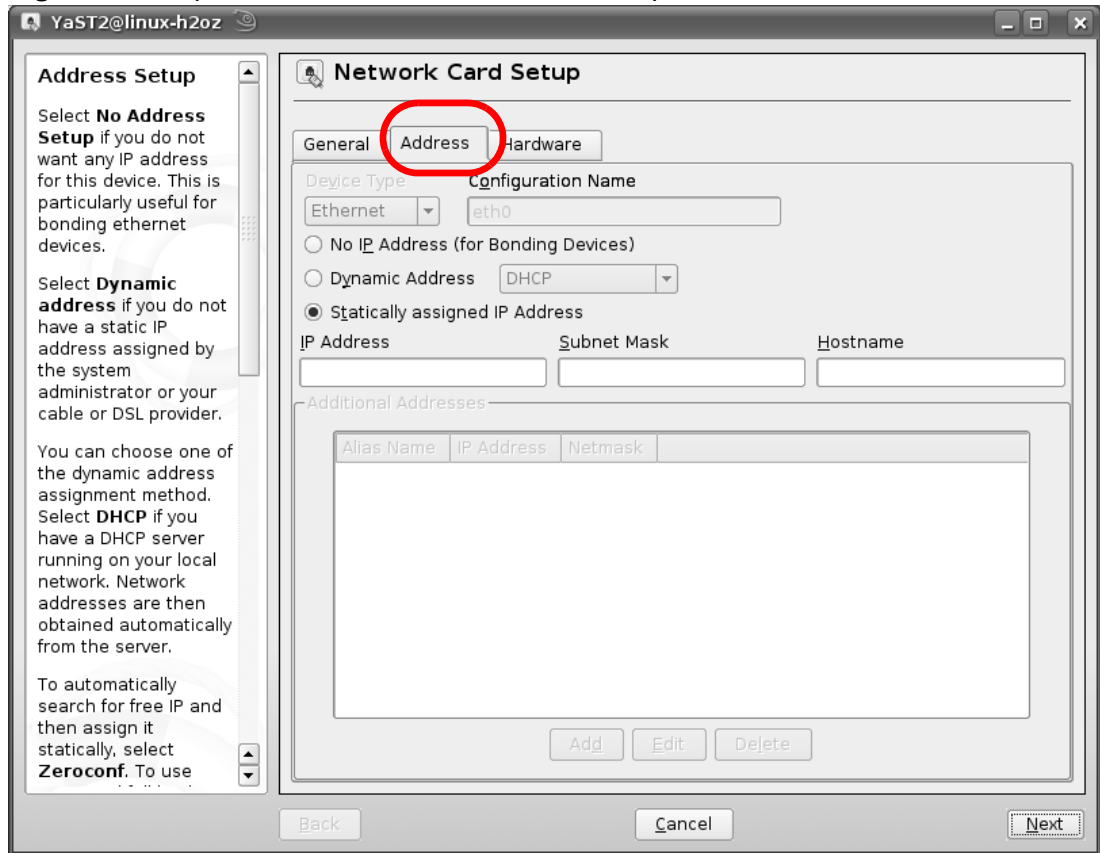 YaST2@linux-h2oz
Address Setup
Select No Address
Setup if you do not
want any IP address
for this device. This is
particularly useful for
bonding ethernet
devices.
Select Dynamic
address if you do not
have a static IP
address assigned by
the system
administrator or your
cable or DSL provider.
You can choose one of
the dynamic address
assignment method.
Select DHCP if you
have a DHCP server
running on your local
network. Network
addresses are then
obtained automatically
from the server.
To automatically
search for free IP and
then assign it
statically, select
Zeroconf. To use
Network Card Setup
General Address Hardware
Device Type Configuration Name
Ethernet eth0
No IP Address (for Bonding Devices)
Dynamic Address DHCP
Statically assigned IP Address
IP Address Subnet Mask Hostname
Additional Addresses
Alias Name IP Address Netmask
Add Edit Delete
Back Cancel Next